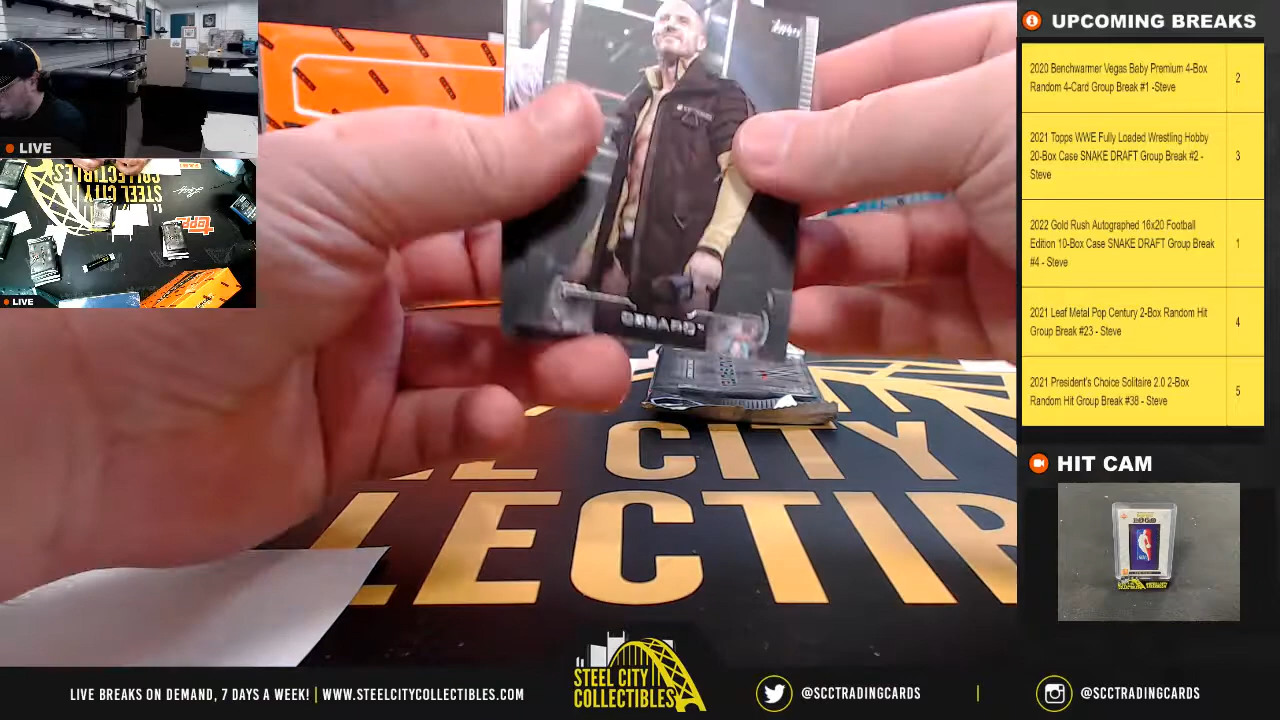 LIVE
LIVE
STEEL CITY
COLLECTIBLES
CESARO
E CITY
LLECTIB
UPCOMING BREAKS
2020 Benchwarmer Vegas Baby Premium 4-Box
Random 4-Card Group Break #1 -Steve
2
2021 Topps WWE Fully Loaded Wrestling Hobby
20-Box Case SNAKE DRAFT Group Break #2 -
Steve
3
2022 Gold Rush Autographed 16x20 Football
Edition 10-Box Case SNAKE DRAFT Group Break
#4 - Steve
1
2021 Leaf Metal Pop Century 2-Box Random Hit
Group Break #23 - Steve
4
2021 President's Choice Solitaire 2.0 2-Box
Random Hit Group Break #38 - Steve
5
HIT CAM
LIVE BREAKS ON DEMAND, 7 DAYS A WEEK! | WWW.STEELCITYCOLLECTIBLES.COM
STEEL CITY
COLLECTIBLES
@SCCTRADINGCARDS
@SCCTRADINGCARDS